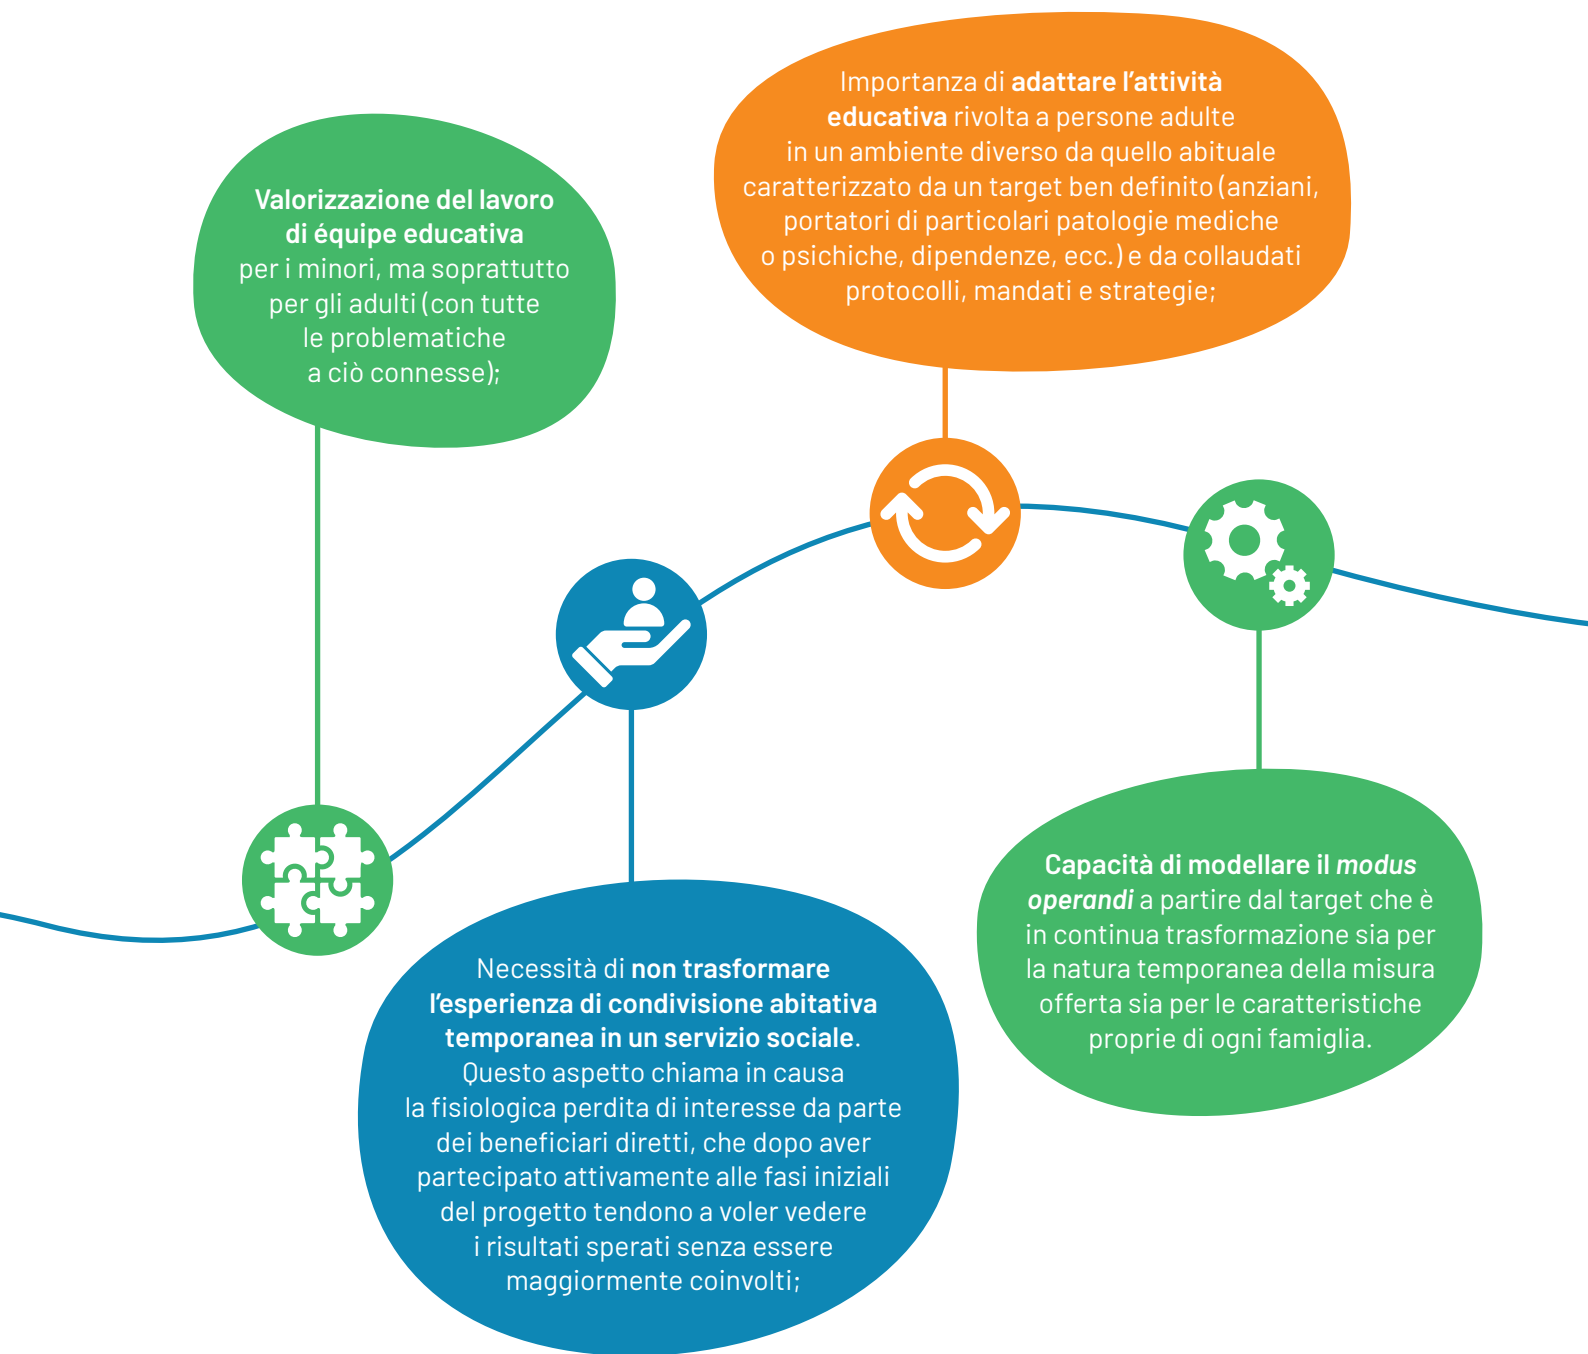 Valorizzazione del lavoro
di équipe educativa
per i minori, ma soprattutto
per gli adulti (con tutte
le problematiche
a ciò connesse);
Necessità di non trasformare
l'esperienza di condivisione abitativa
temporanea in un servizio sociale.
Questo aspetto chiama in causa
la fisiologica perdita di interesse da parte
dei beneficiari diretti, che dopo aver
partecipato attivamente alle fasi iniziali
del progetto tendono a voler vedere
i risultati sperati senza essere
maggiormente coinvolti;
Importanza di adattare l'attività
educativa rivolta a persone adulte
in un ambiente diverso da quello abituale
caratterizzato da un target ben definito (anziani,
portatori di particolari patologie mediche
o psichiche, dipendenze, ecc.) e da collaudati
protocolli, mandati e strategie;
Capacità di modellare il modus
operandi a partire dal target che è
in continua trasformazione sia per
la natura temporanea della misura
offerta sia per le caratteristiche
proprie di ogni famiglia.